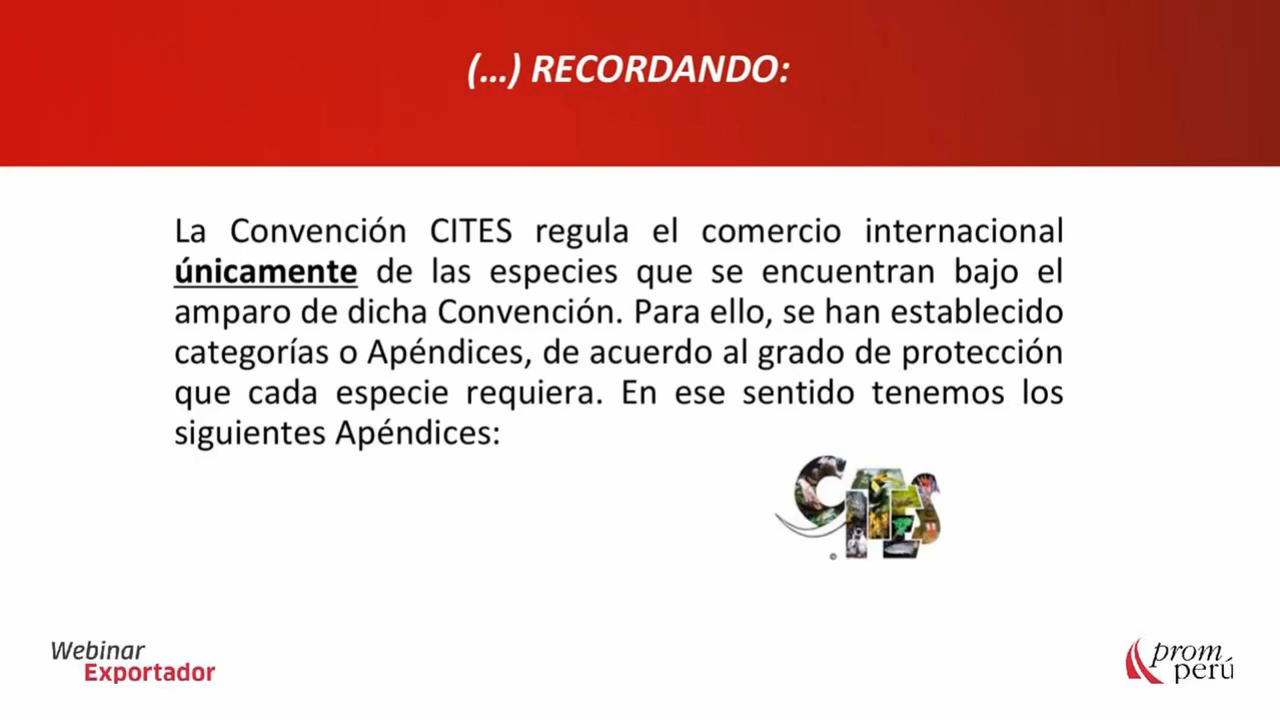 (...) RECORDANDO:
La Convención CITES regula el comercio internacional
únicamente de las especies que se encuentran bajo el
amparo de dicha Convención. Para ello, se han establecido
categorías o Apéndices, de acuerdo al grado de protección
que cada especie requiera. En ese sentido tenemos los
siguientes Apéndices:
CITES
©
Webinar
Exportador
prom
perú